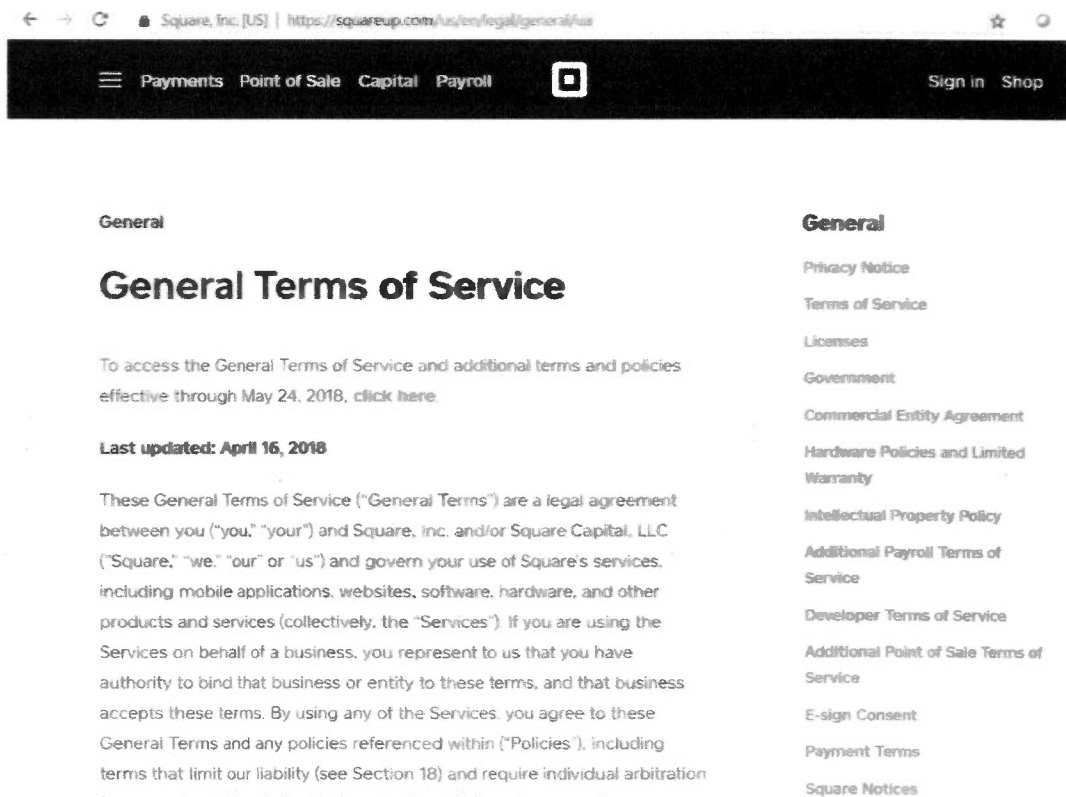 Square, Inc. [US] | https://squareup.com/us/en/legal/general/ua
Payments Point of Sale Capital Payroll
Sign in Shop
General
General Terms of Service
To access the General Terms of Service and additional terms and policies
effective through May 24, 2018, click here.
Last updated: April 16, 2018
These General Terms of Service ("General Terms") are a legal agreement
between you ("you," "your") and Square, Inc. and/or Square Capital, LLC
("Square," "we," "our" or "us") and govern your use of Square's services,
including mobile applications, websites, software, hardware, and other
products and services (collectively, the "Services"). If you are using the
Services on behalf of a business, you represent to us that you have
authority to bind that business or entity to these terms, and that business
accepts these terms. By using any of the Services, you agree to these
General Terms and any policies referenced within ("Policies"), including
terms that limit our liability (see Section 18) and require individual arbitration
General
Privacy Notice
Terms of Service
Licenses
Government
Commercial Entity Agreement
Hardware Policies and Limited
Warranty
Intellectual Property Policy
Additional Payroll Terms of
Service
Developer Terms of Service
Additional Point of Sale Terms of
Service
E-sign Consent
Payment Terms
Square Notices